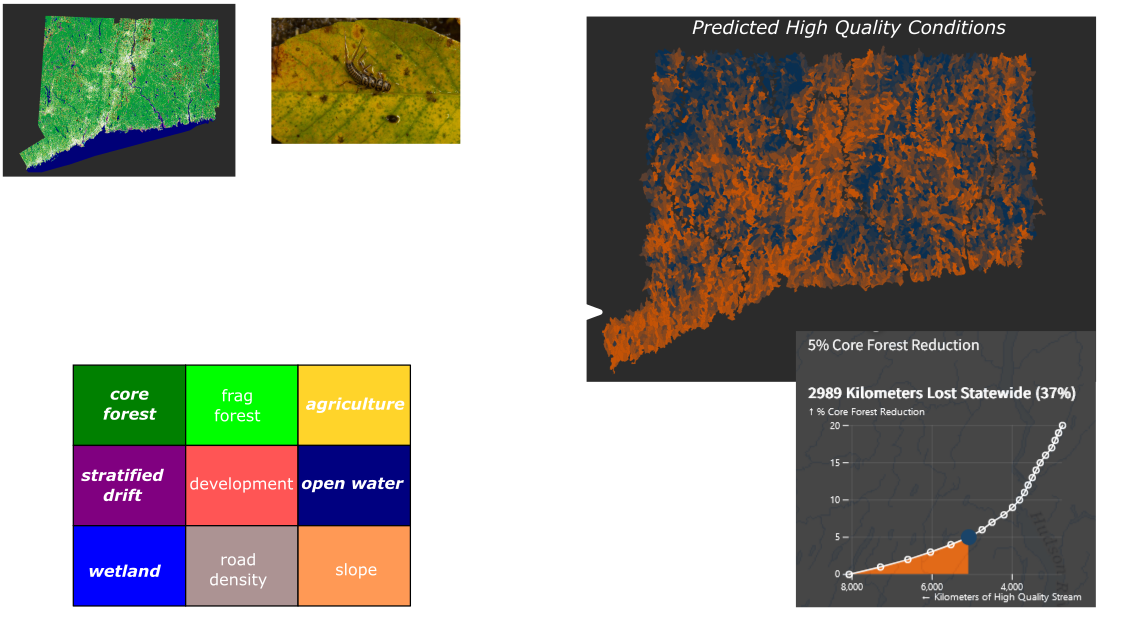 Predicted High Quality Conditions
5% Core Forest Reduction
2989 Kilometers Lost Statewide (37%)
↑ % Core Forest Reduction
20
15
10
5
0
8,000 6,000 4,000
← Kilometers of High Quality Stream
core
forest
frag
forest
agriculture
stratified
drift
development
open water
wetland
road
density
slope